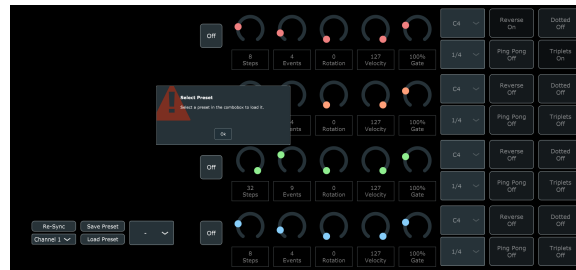 Off
8
Steps
4
Events
0
Rotation
127
Velocity
100%
Gate
C4
1/4
Reverse
On
Ping Pong
Off
Dotted
Off
Triplets
On
Select Preset
Select a preset in the combobox to load it.
Ok
0
Rotation
127
Velocity
100%
Gate
C4
1/4
Reverse
Off
Ping Pong
Off
Dotted
Off
Triplets
Off
Off
32
Steps
9
Events
0
Rotation
127
Velocity
100%
Gate
C4
1/4
Reverse
Off
Ping Pong
Off
Dotted
Off
Triplets
Off
Re-Sync
Save Preset
Channel 1
Load Preset
-
Off
8
Steps
4
Events
0
Rotation
127
Velocity
100%
Gate
C4
1/4
Reverse
Off
Ping Pong
Off
Dotted
Off
Triplets
Off